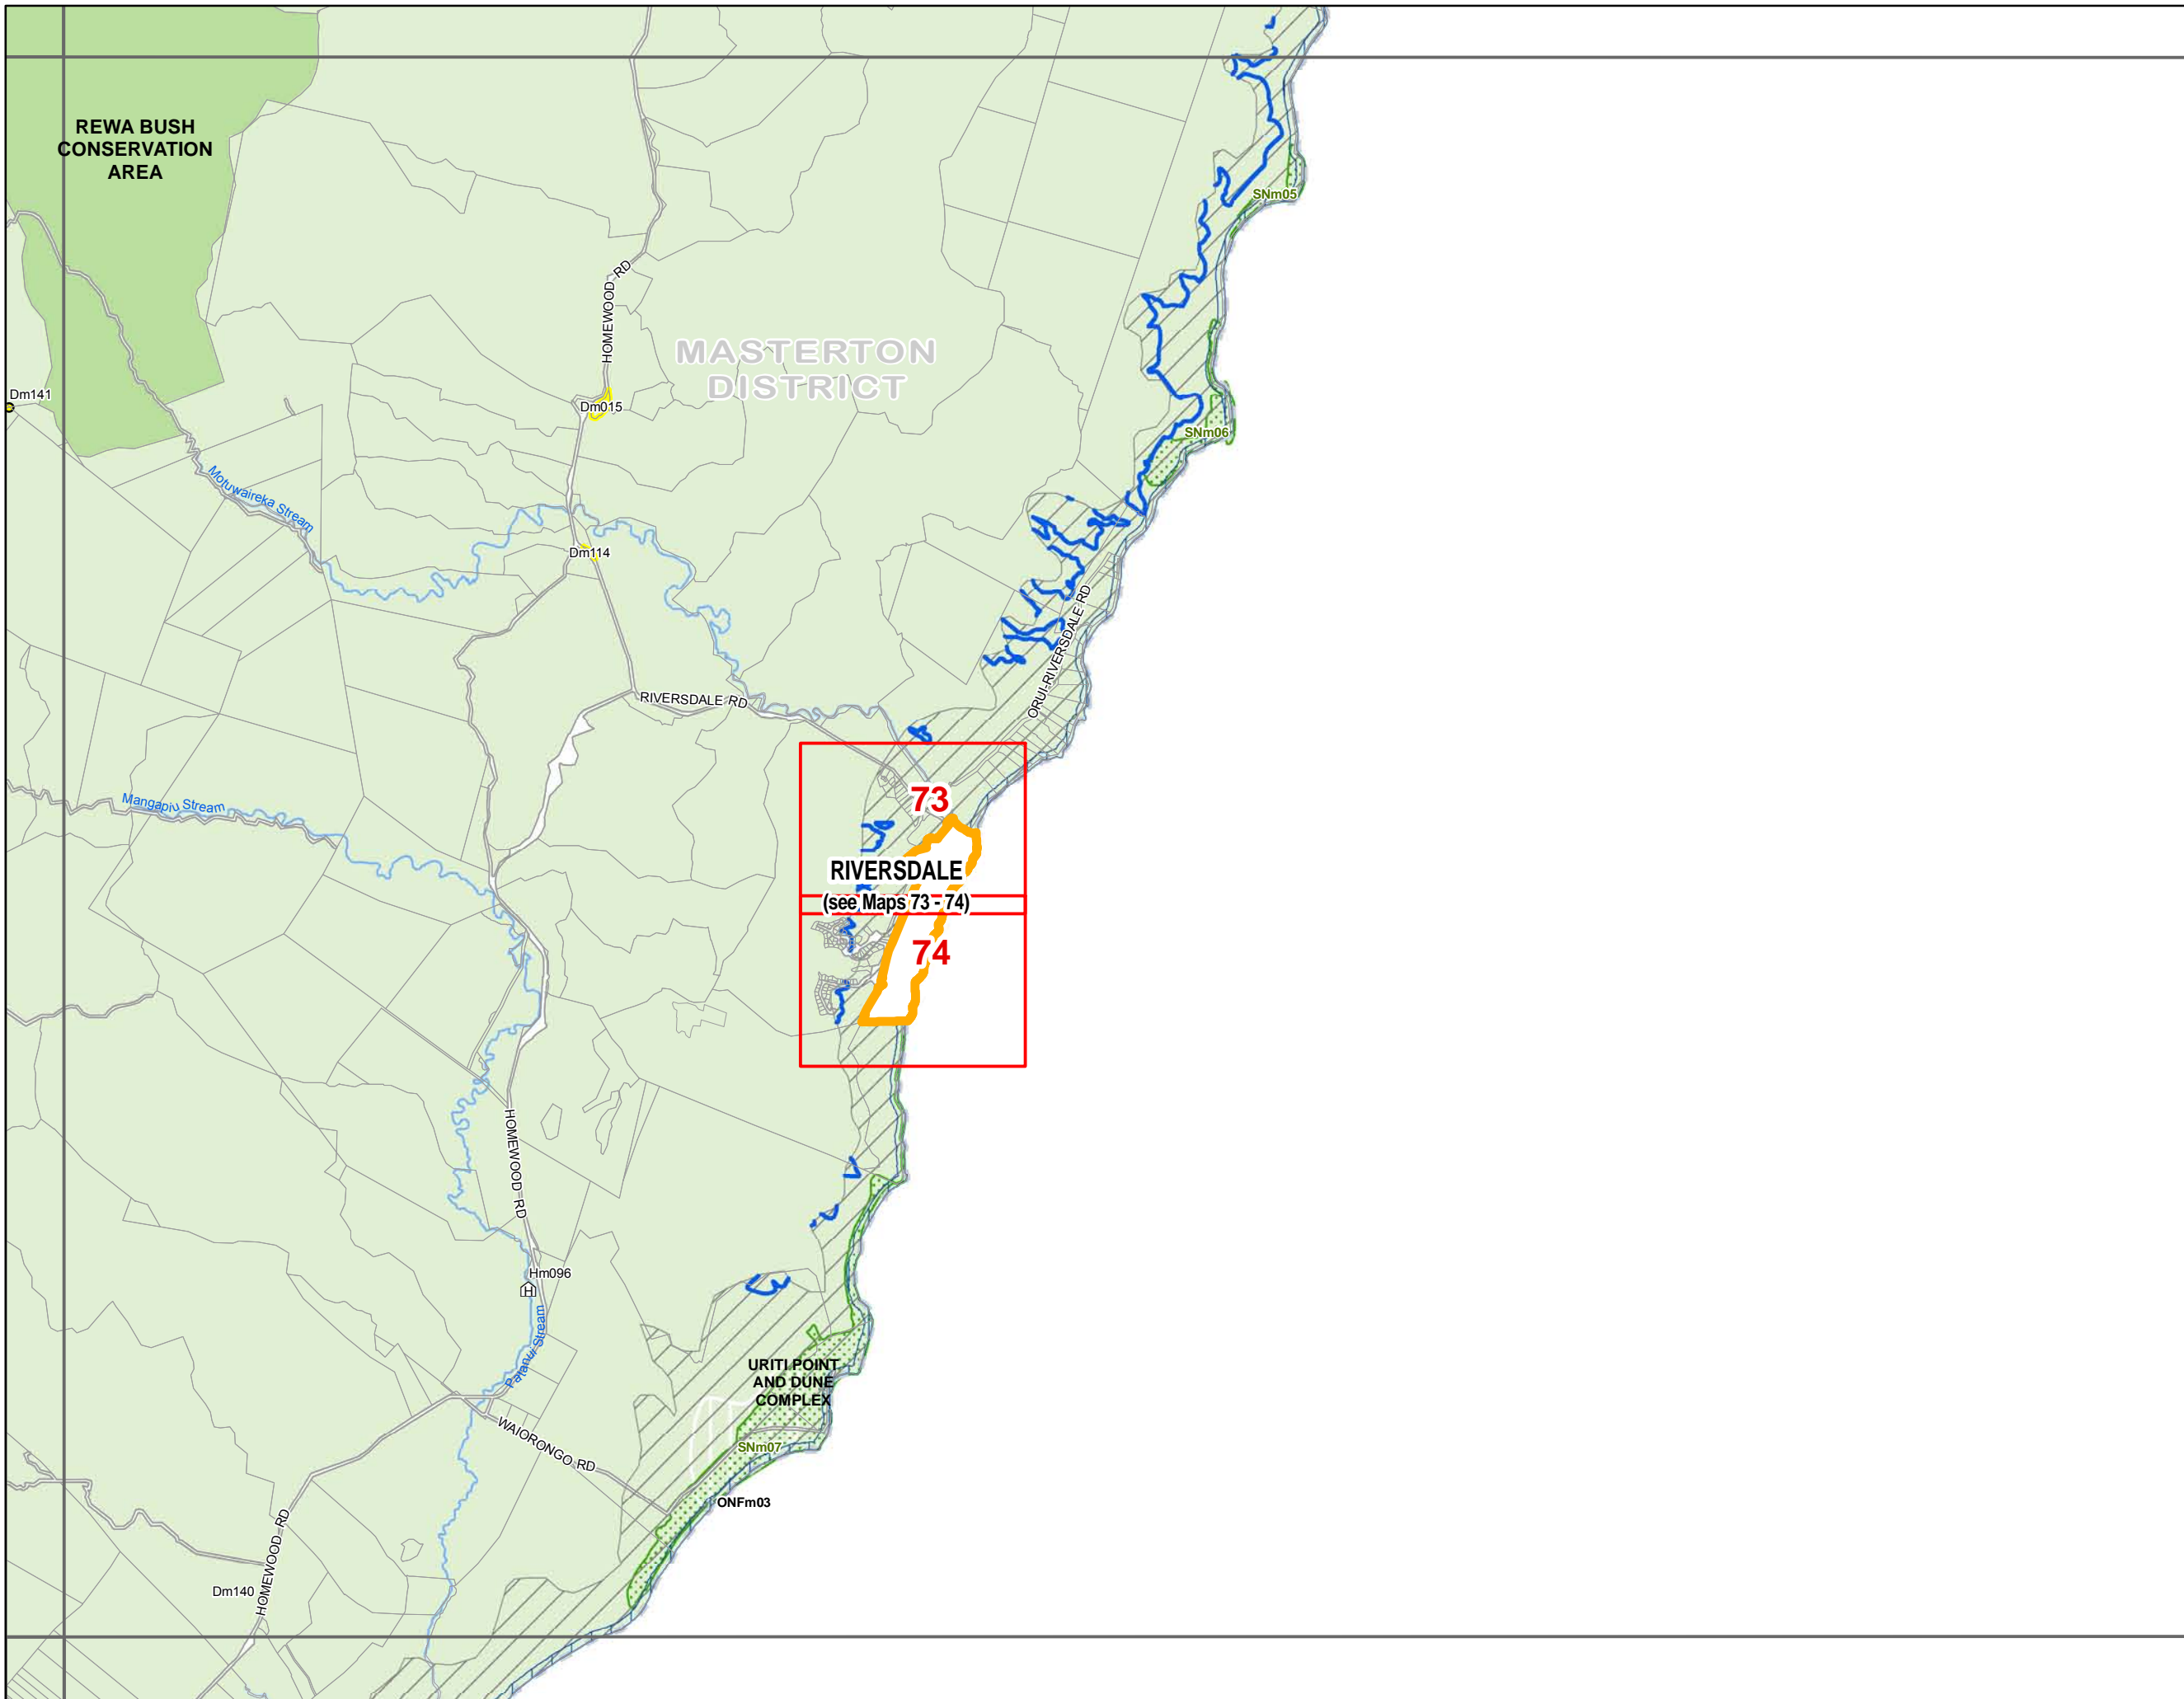 REWA BUSH
CONSERVATION
AREA
SNm05
HOMEWOOD RD
MASTERTON
DISTRICT
Dm141
Dm015
SNm06
Motuwaireka Stream
Dm114
ORUI-RIVERSDALE RD
RIVERSDALE RD
73
Mangapiu Stream
RIVERSDALE
(see Maps 73 - 74)
74
HOMEWOOD RD
Hm096
H
Patanui Stream
URITI POINT
AND DUNE
COMPLEX
WAIORONGO RD
SNm07
ONFm03
HOMEWOOD RD
Dm140